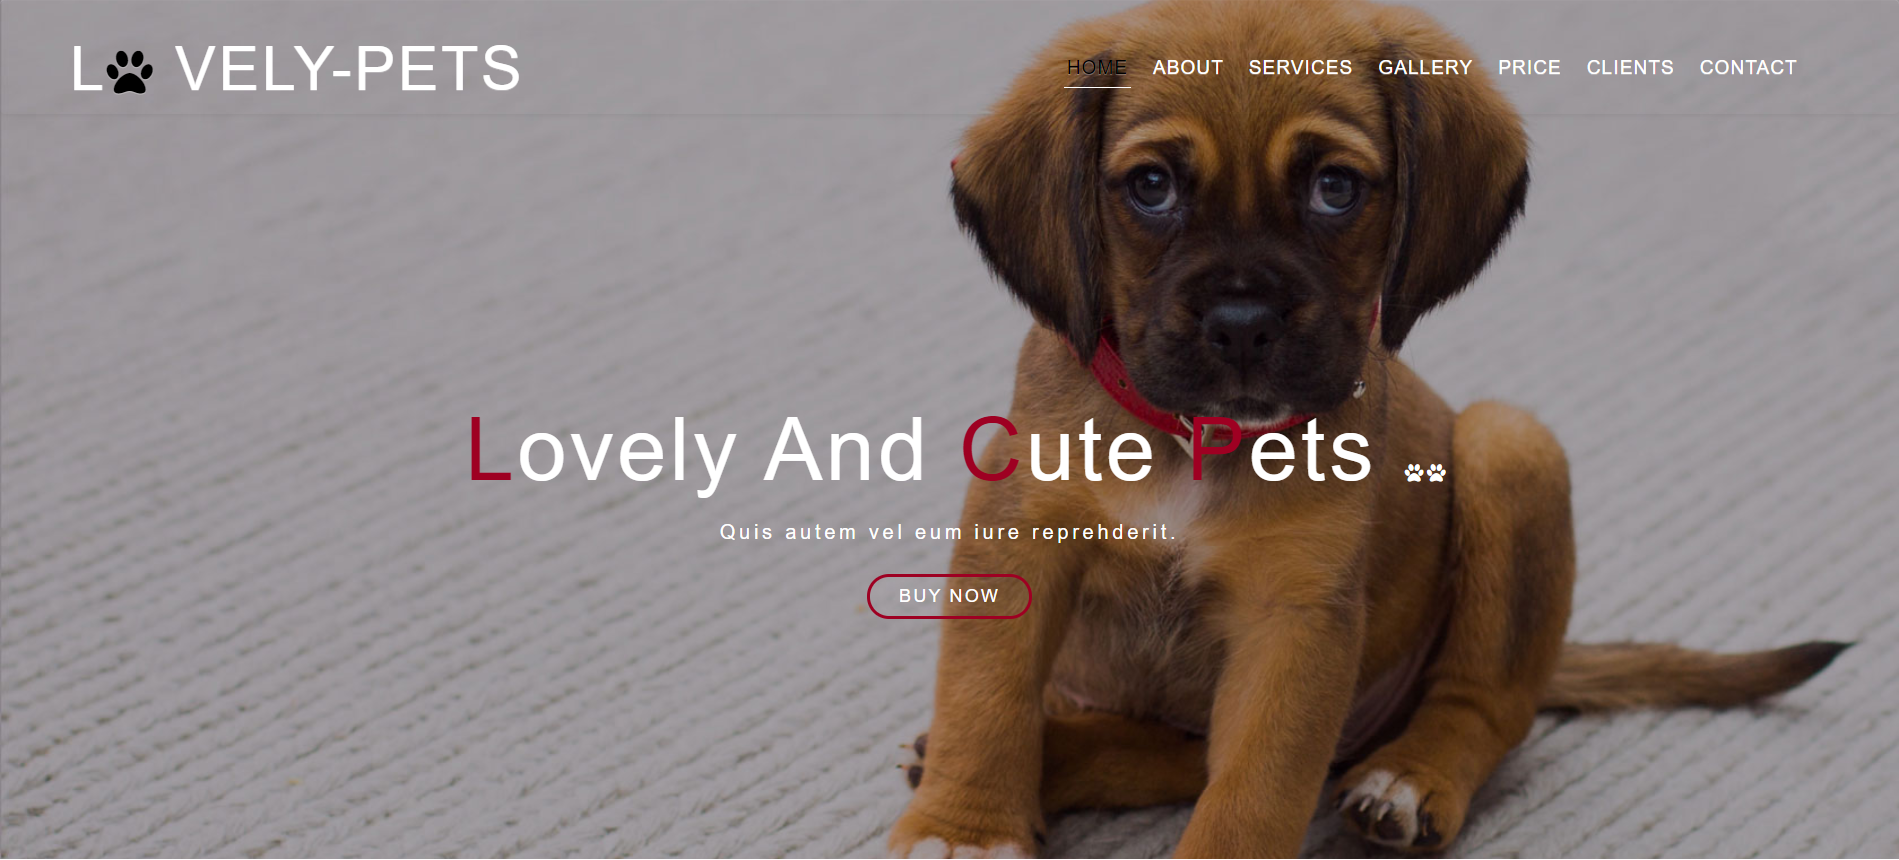 L VELY-PETS
HOME ABOUT SERVICES GALLERY PRICE CLIENTS CONTACT
Lovely And Cute Pets
Quis autem vel eum iure reprehderit.
BUY NOW